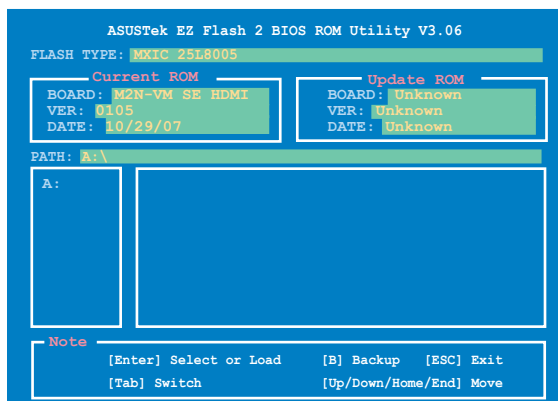 ASUSTek EZ Flash 2 BIOS ROM Utility V3.06
FLASH TYPE: MXIC 25L8005
Current ROM
BOARD: M2N-VM SE HDMI
VER: 0105
DATE: 10/29/07
Update ROM
BOARD: Unknown
VER: Unknown
DATE: Unknown
PATH: A:\
A:
Note
[Enter] Select or Load [B] Backup [ESC] Exit
[Tab] Switch [Up/Down/Home/End] Move